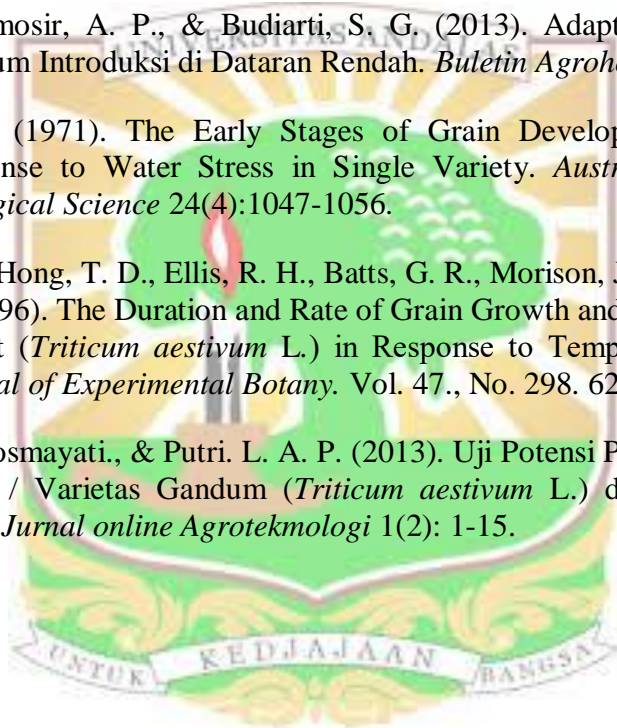 mosir, A. P., & Budiarti, S. G. (2013). Adapt
UNIVERSITAS ANDALAS
um Introduksi di Dataran Rendah. Buletin Agroho
(1971). The Early Stages of Grain Develop
nse to Water Stress in Single Variety. Austr
gical Science 24(4):1047-1056.
Hong, T. D., Ellis, R. H., Batts, G. R., Morison, J
96). The Duration and Rate of Grain Growth and
t (Triticum aestivum L.) in Response to Temp
al of Experimental Botany. Vol. 47., No. 298. 62
osmayati., & Putri. L. A. P. (2013). Uji Potensi P
/ Varietas Gandum (Triticum aestivum L.) d
Jurnal online Agrotekmologi 1(2): 1-15.
UNTUK KEDJAJAAN BANGSA